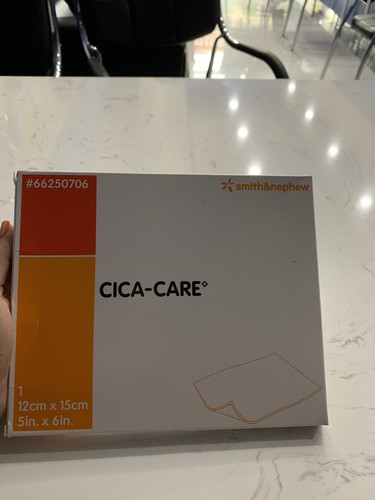 #66250706
smith&nephew
CICA-CARE◊
1
12cm x 15cm
5in. x 6in.